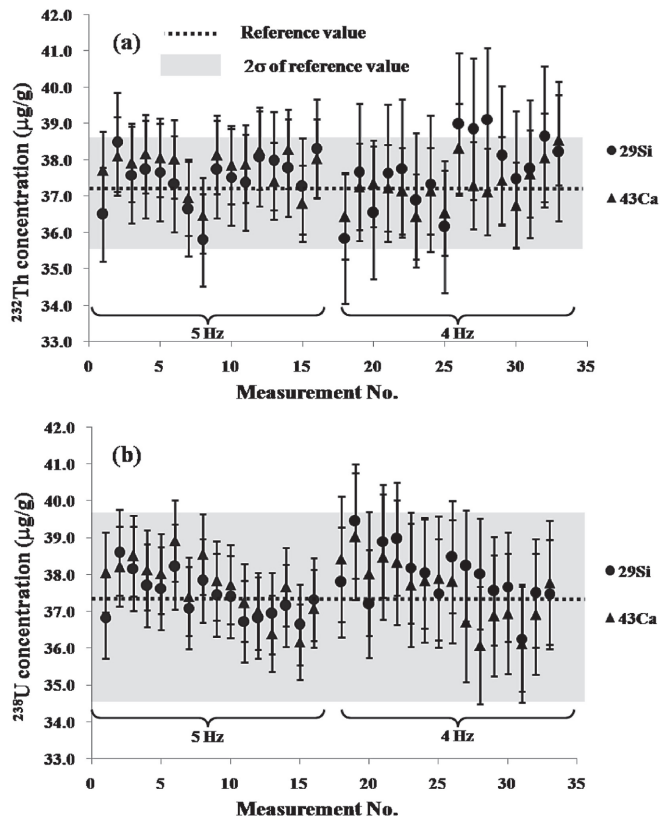 (a)
Reference value
2σ of reference value
42.0
41.0
40.0
39.0
38.0
37.0
36.0
35.0
34.0
33.0
²³²Th concentration (μg/g)
29Si
43Ca
5 Hz
4 Hz
0 5 10 15 20 25 30 35
Measurement No.
(b)
42.0
41.0
40.0
39.0
38.0
37.0
36.0
35.0
34.0
33.0
²³⁸U concentration (μg/g)
29Si
43Ca
5 Hz
4 Hz
0 5 10 15 20 25 30 35
Measurement No.